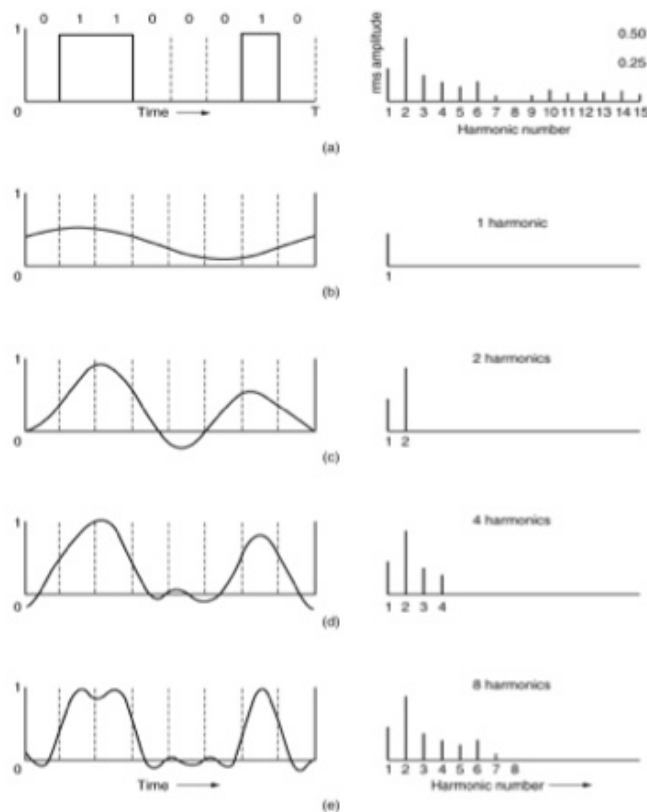 0 1 1 0 0 0 1 0
1
0
Time
T
rms amplitude
0.50
0.25
1 2 3 4 5 6 7 8 9 10 11 12 13 14 15
Harmonic number
(a)
1
0
1 harmonic
1
(b)
1
0
2 harmonics
1 2
(c)
1
0
4 harmonics
1 2 3 4
(d)
1
0
Time
8 harmonics
1 2 3 4 5 6 7 8
Harmonic number
(e)